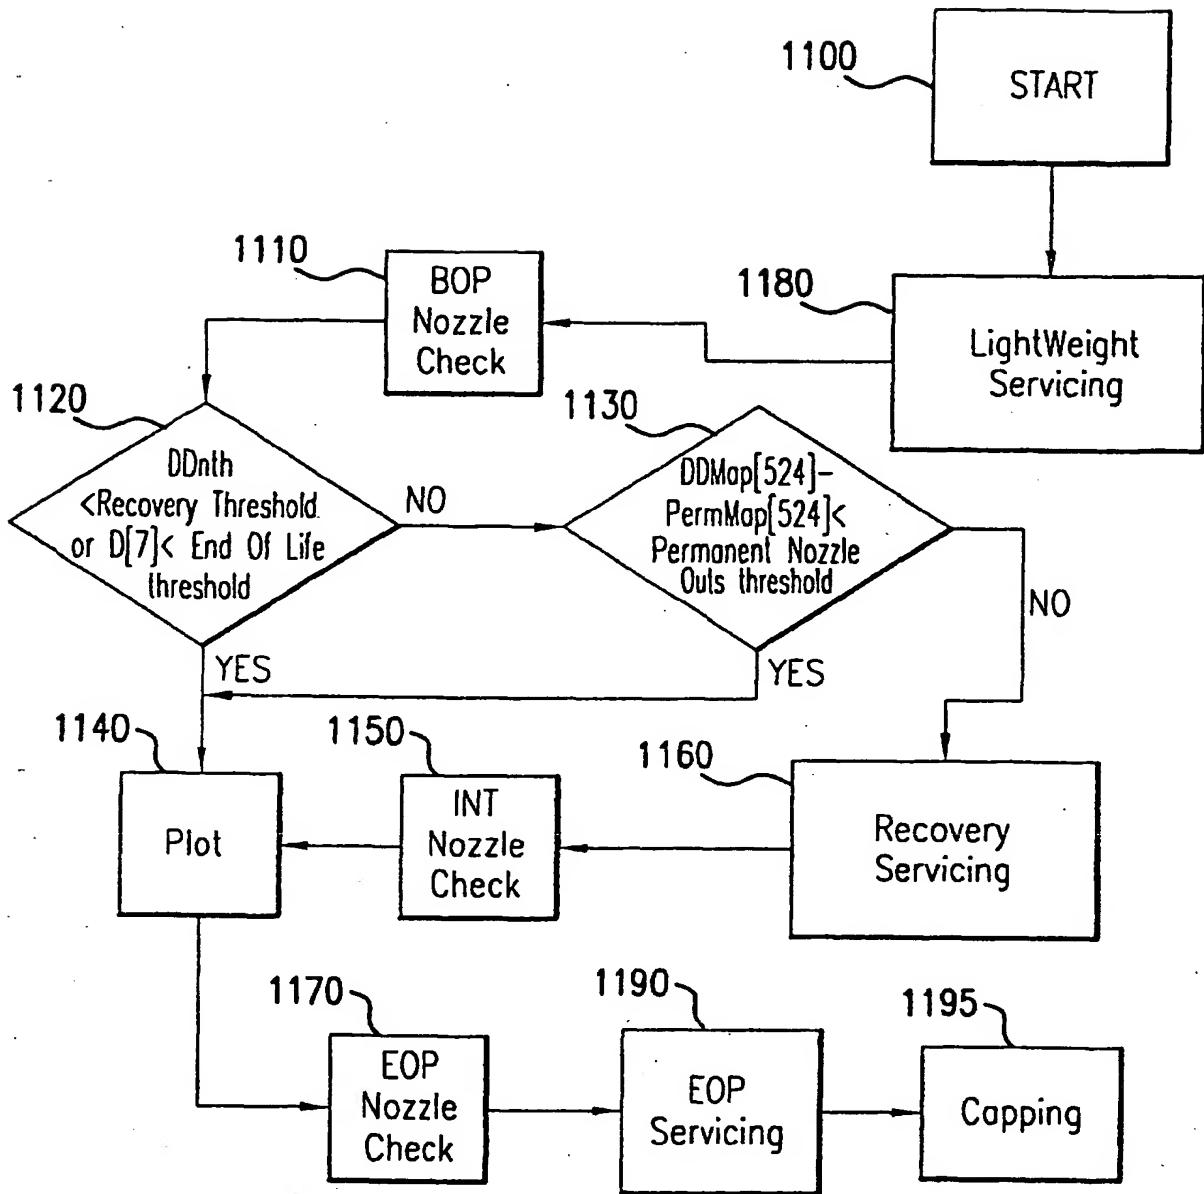 1100
START
1110
BOP
Nozzle
Check
1180
LightWeight
Servicing
1120
DDnth
<Recovery Threshold.
or D[7]< End Of Life
threshold
NO
YES
1130
DDMap[524]-
PermMap[524]<
Permanent Nozzle
Outs threshold
NO
YES
1140
Plot
1150
INT
Nozzle
Check
1160
Recovery
Servicing
1170
EOP
Nozzle
Check
1190
EOP
Servicing
1195
Capping